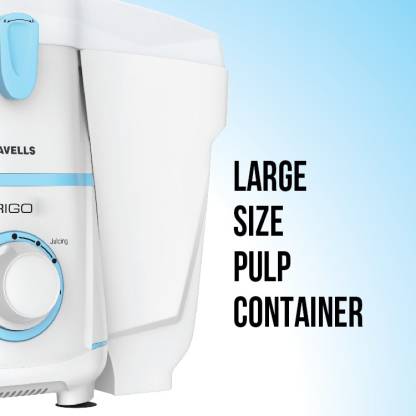 AVELLS
RIGO
Juicing
LARGE
SIZE
PULP
CONTAINER